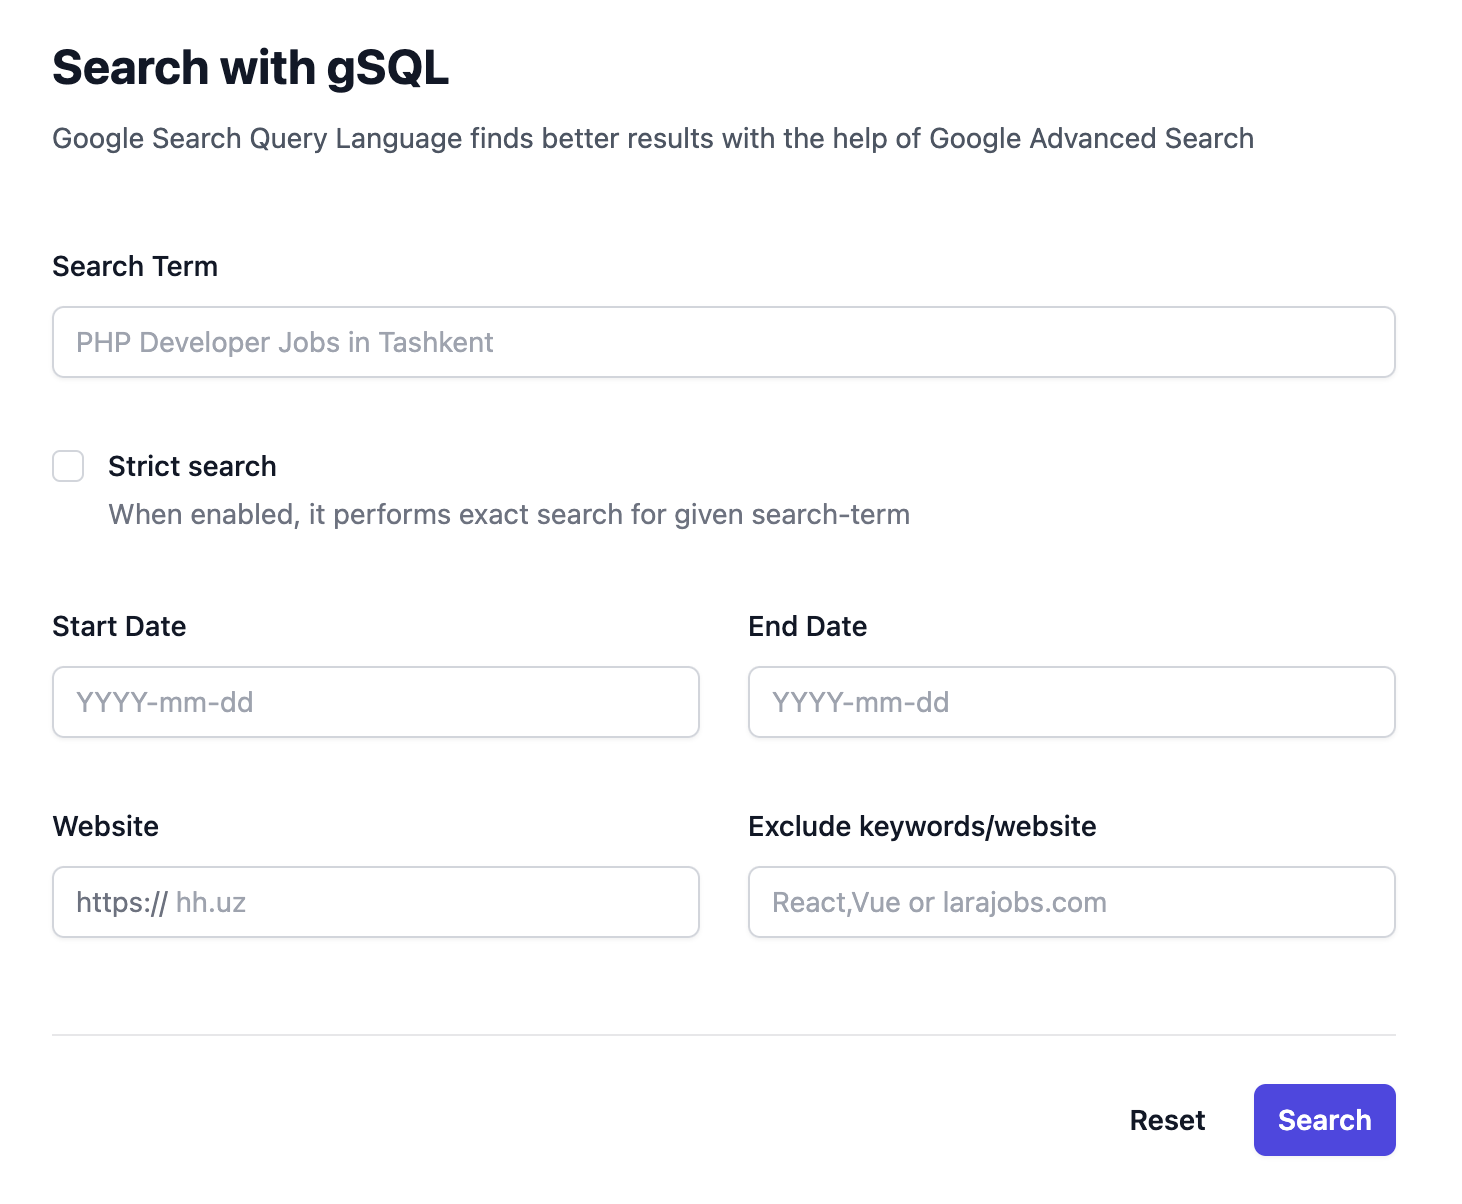 Search with gSQL
Google Search Query Language finds better results with the help of Google Advanced Search
Search Term
PHP Developer Jobs in Tashkent
Strict search
When enabled, it performs exact search for given search-term
Start Date
YYYY-mm-dd
End Date
YYYY-mm-dd
Website
https:// hh.uz
Exclude keywords/website
React,Vue or larajobs.com
Reset
Search